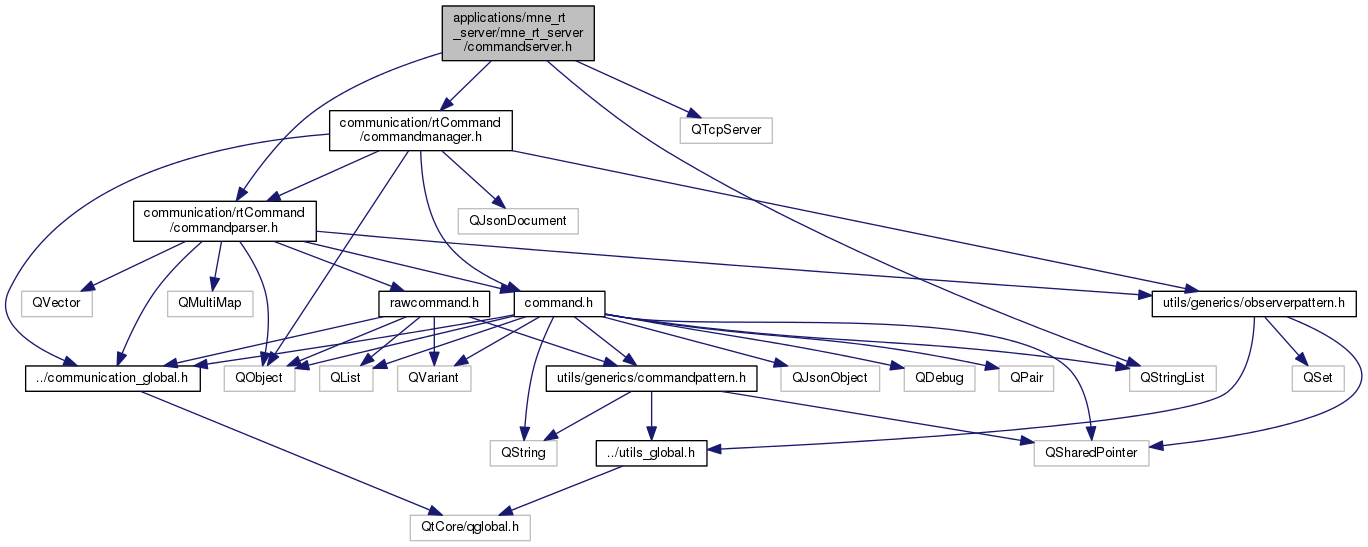 applications/mne_rt
_server/mne_rt_server
/commandserver.h
communication/rtCommand
/commandmanager.h
QTcpServer
communication/rtCommand
/commandparser.h
QJsonDocument
QVector
QMultiMap
rawcommand.h
command.h
utils/generics/observerpattern.h
../communication_global.h
QObject
QList
QVariant
utils/generics/commandpattern.h
QJsonObject
QDebug
QPair
QStringList
QSet
QString
../utils_global.h
QSharedPointer
QtCore/qglobal.h